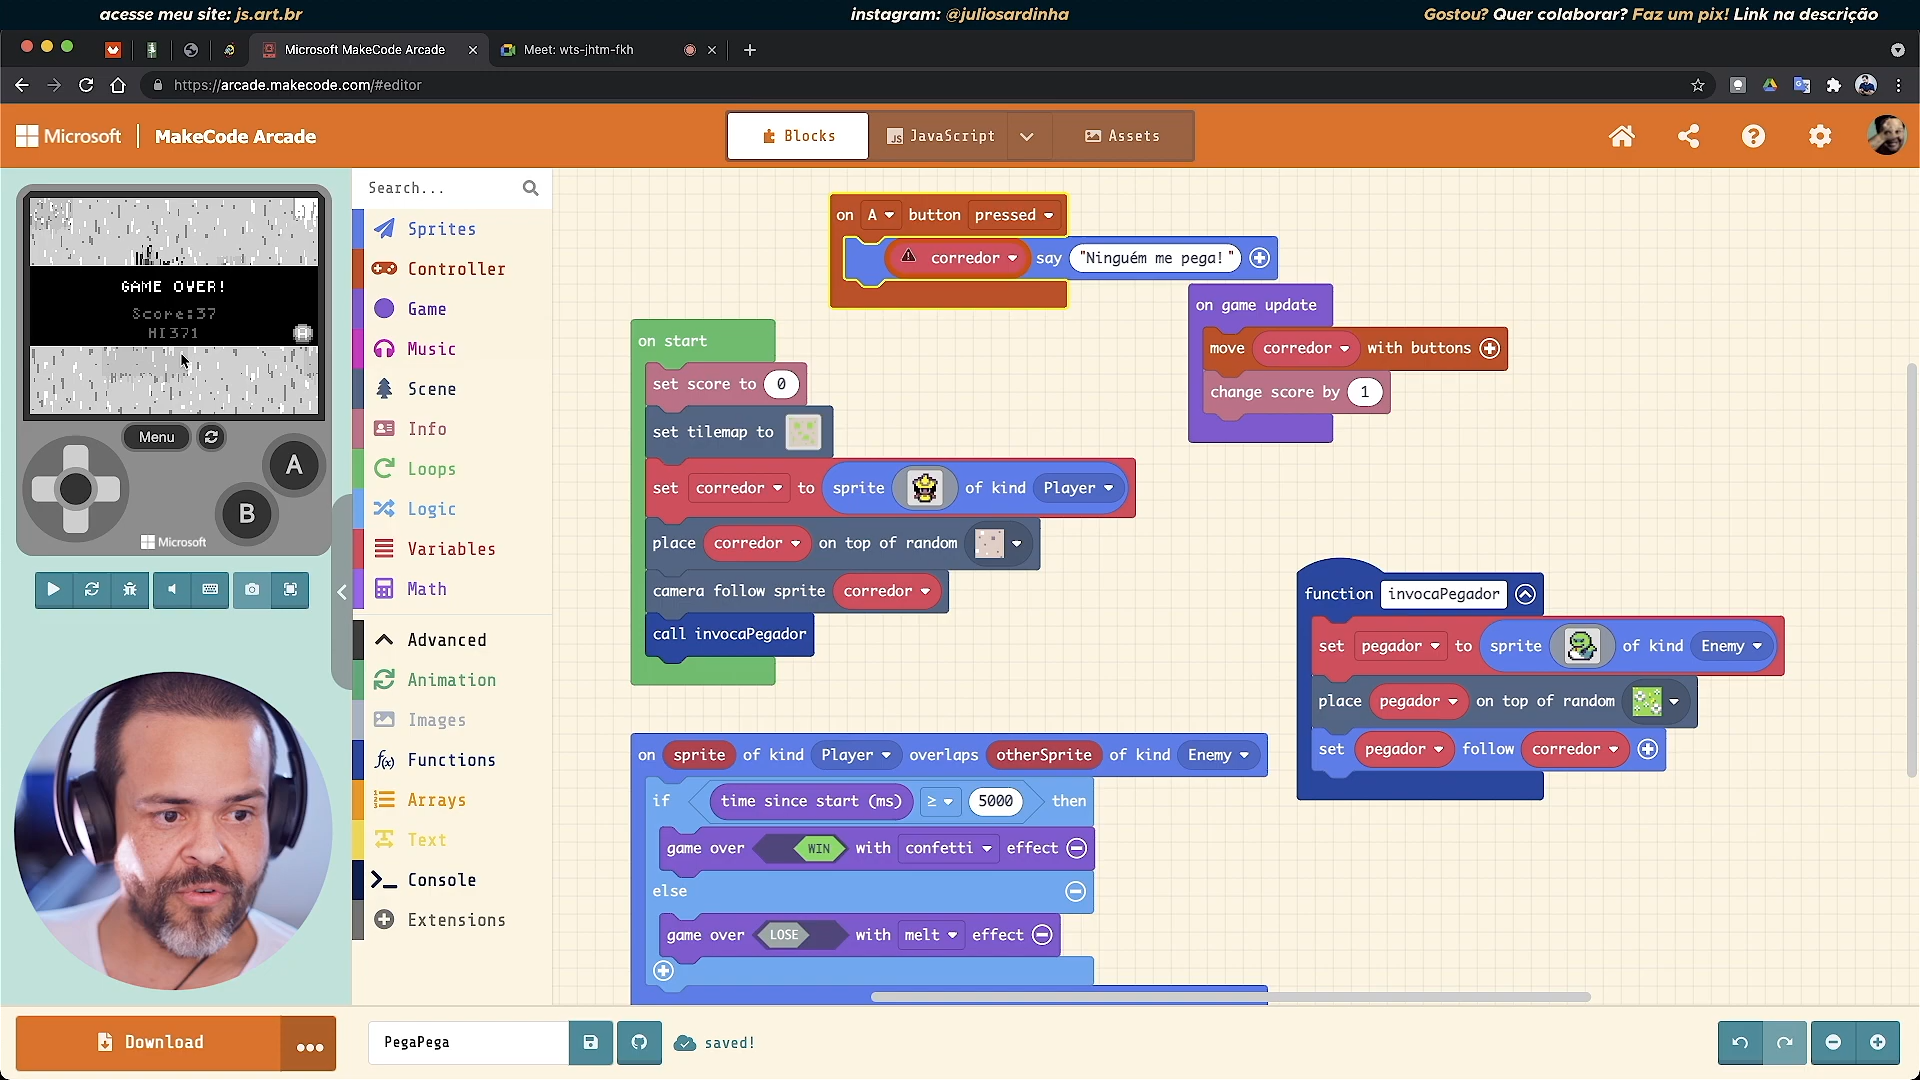 acesse meu site: js.art.br
instagram: @juliosardinha
Gostou? Quer colaborar? Faz um pix! Link na descrição
Microsoft MakeCode Arcade
Meet: wts-jhtm-fkh
https://arcade.makecode.com/#editor
Microsoft
MakeCode Arcade
Blocks
JavaScript
Assets
GAME OVER!
Score:37
HI371
A
Menu
A
B
Microsoft
Search...
Sprites
Controller
Game
Music
Scene
Info
Loops
Logic
Variables
Math
Advanced
Animation
Images
Functions
Arrays
Text
Console
Extensions
on A button pressed
corredor say "Ninguém me pega!"
on game update
move corredor with buttons
change score by 1
on start
set score to 0
set tilemap to
set corredor to sprite of kind Player
place corredor on top of random
camera follow sprite corredor
call invocaPegador
function invocaPegador
set pegador to sprite of kind Enemy
place pegador on top of random
set pegador follow corredor
on sprite of kind Player overlaps otherSprite of kind Enemy
if time since start (ms) ≥ 5000 then
game over WIN with confetti effect
else
game over LOSE with melt effect
Download
PegaPega
saved!